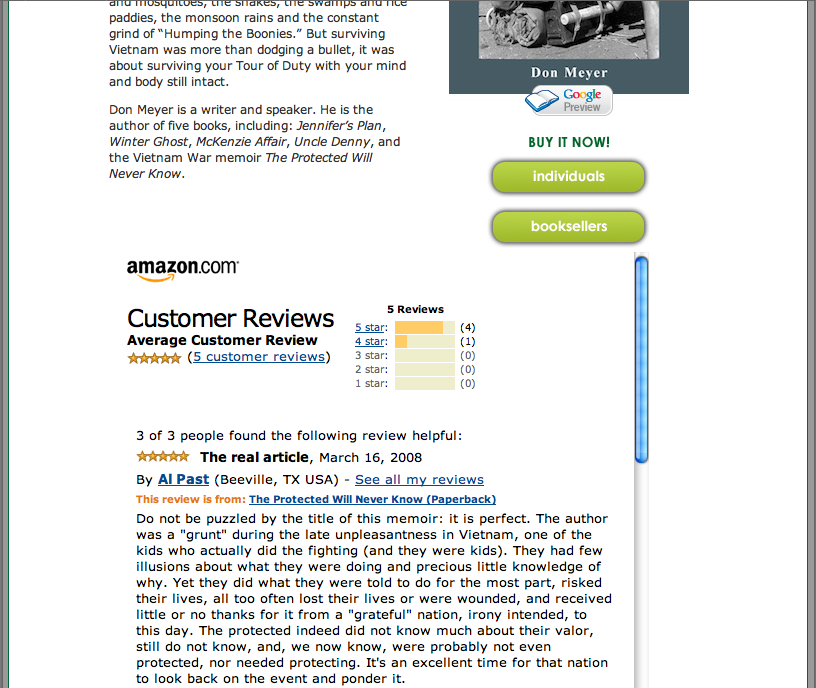 and mosquitoes, the snakes, the swamps and rice
paddies, the monsoon rains and the constant
grind of “Humping the Boonies.” But surviving
Vietnam was more than dodging a bullet, it was
about surviving your Tour of Duty with your mind
and body still intact.
Don Meyer is a writer and speaker. He is the
author of five books, including: Jennifer’s Plan,
Winter Ghost, McKenzie Affair, Uncle Denny, and
the Vietnam War memoir The Protected Will
Never Know.
Don Meyer
Google
Preview
BUY IT NOW!
individuals
booksellers
amazon.com
Customer Reviews
Average Customer Review
(5 customer reviews)
5 Reviews
5 star: (4)
4 star: (1)
3 star: (0)
2 star: (0)
1 star: (0)
3 of 3 people found the following review helpful:
The real article, March 16, 2008
By Al Past (Beeville, TX USA) - See all my reviews
This review is from: The Protected Will Never Know (Paperback)
Do not be puzzled by the title of this memoir: it is perfect. The author
was a "grunt" during the late unpleasantness in Vietnam, one of the
kids who actually did the fighting (and they were kids). They had few
illusions about what they were doing and precious little knowledge of
why. Yet they did what they were told to do for the most part, risked
their lives, all too often lost their lives or were wounded, and received
little or no thanks for it from a "grateful" nation, irony intended, to
this day. The protected indeed did not know much about their valor,
still do not know, and, we now know, were probably not even
protected, nor needed protecting. It's an excellent time for that nation
to look back on the event and ponder it.